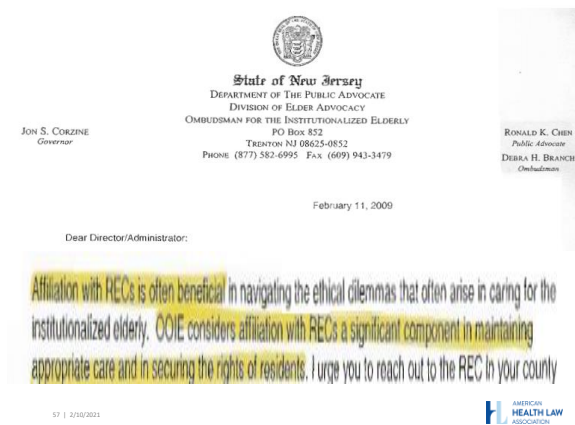 State of New Jersey
DEPARTMENT OF THE PUBLIC ADVOCATE
DIVISION OF ELDER ADVOCACY
OMBUDSMAN FOR THE INSTITUTIONALIZED ELDERLY
PO BOX 852
TRENTON NJ 08625-0852
PHONE (877) 582-6995 FAX (609) 943-3479
JON S. CORZINE
Governor
RONALD K. CHEN
Public Advocate
DEBRA H. BRANCH
Ombudsman
February 11, 2009
Dear Director/Administrator:
Affiliation with RECs is often beneficial in navigating the ethical dilemmas that often arise in caring for the
institutionalized elderly. OOIE considers affiliation with RECs a significant component in maintaining
appropriate care and in securing the rights of residents. I urge you to reach out to the REC in your county
57 | 2/10/2021
AMERICAN
HEALTH LAW
ASSOCIATION